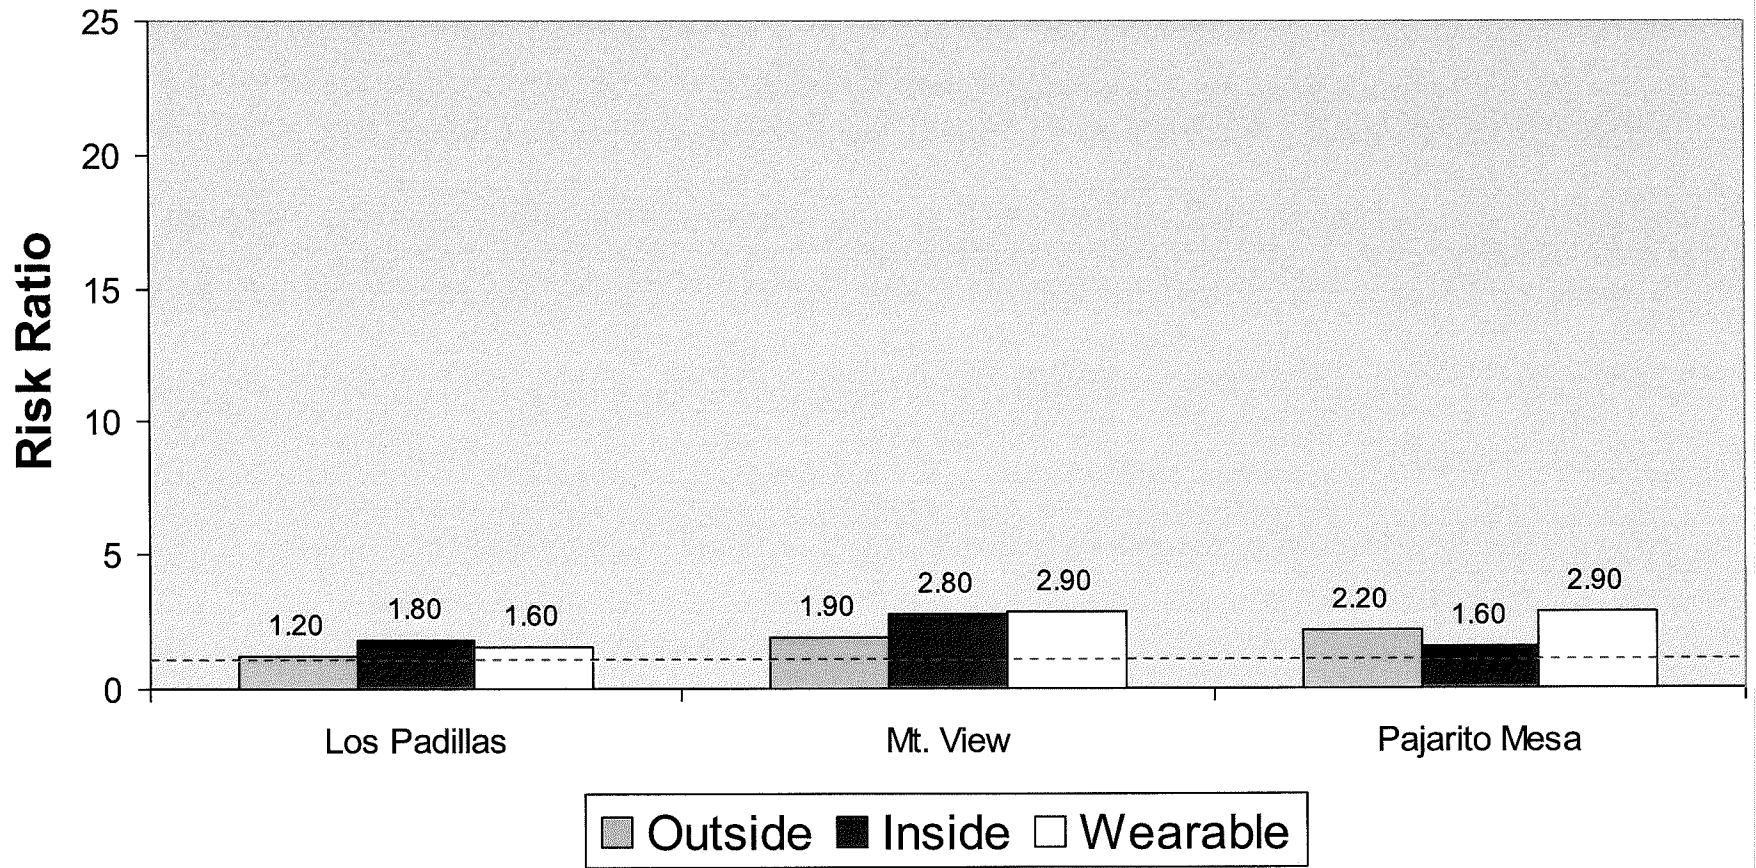 Risk Ratio
25
20
15
10
5
0
1.20 1.80 1.60 1.90 2.80 2.90 2.20 1.60 2.90
Los Padillas Mt. View Pajarito Mesa
Outside Inside Wearable